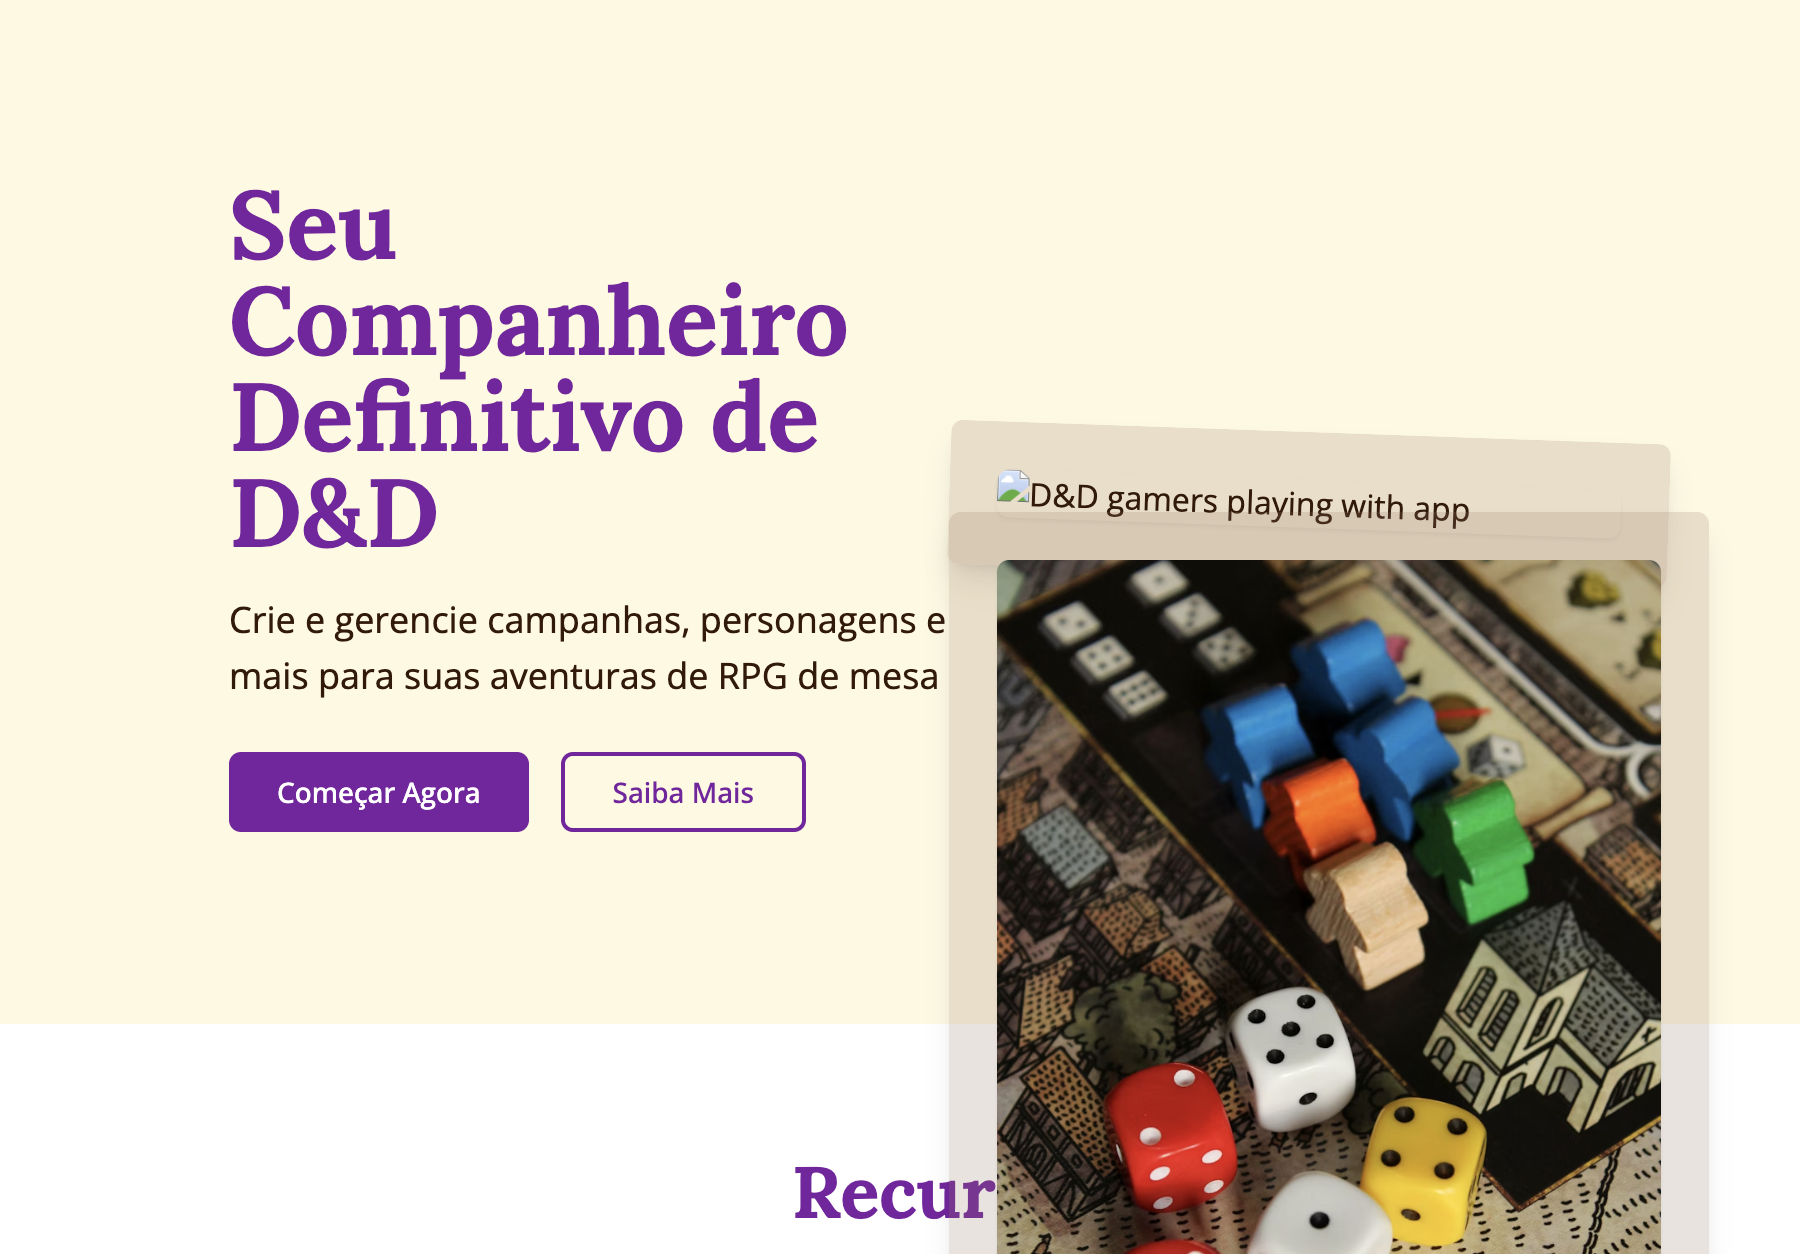 Seu
Companheiro
Definitivo de
D&D
Crie e gerencie campanhas, personagens e
mais para suas aventuras de RPG de mesa
Começar Agora
Saiba Mais
D&D gamers playing with app
Recur